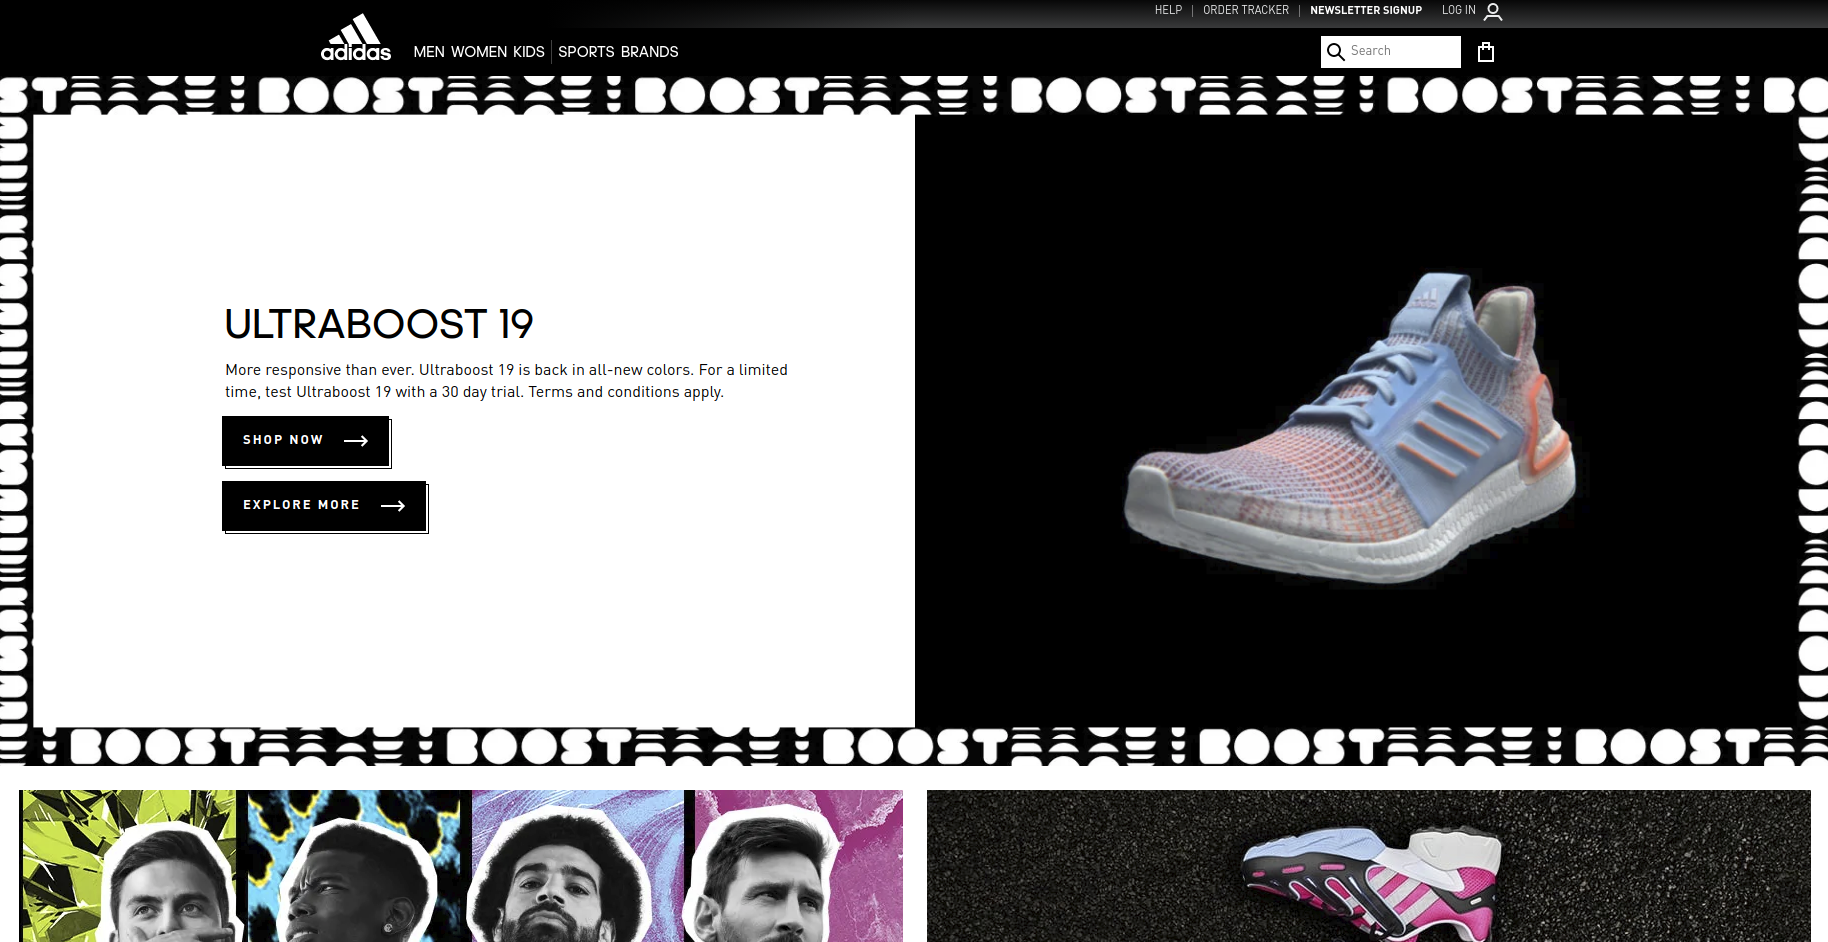 HELP | ORDER TRACKER | NEWSLETTER SIGNUP LOG IN
adidas MEN WOMEN KIDS | SPORTS BRANDS Search
BOOST BOOST BOOST BOOST BO
ULTRABOOST 19
More responsive than ever. Ultraboost 19 is back in all-new colors. For a limited
time, test Ultraboost 19 with a 30 day trial. Terms and conditions apply.
SHOP NOW
EXPLORE MORE
BOOST BOOST BOOST BOOST BOOST